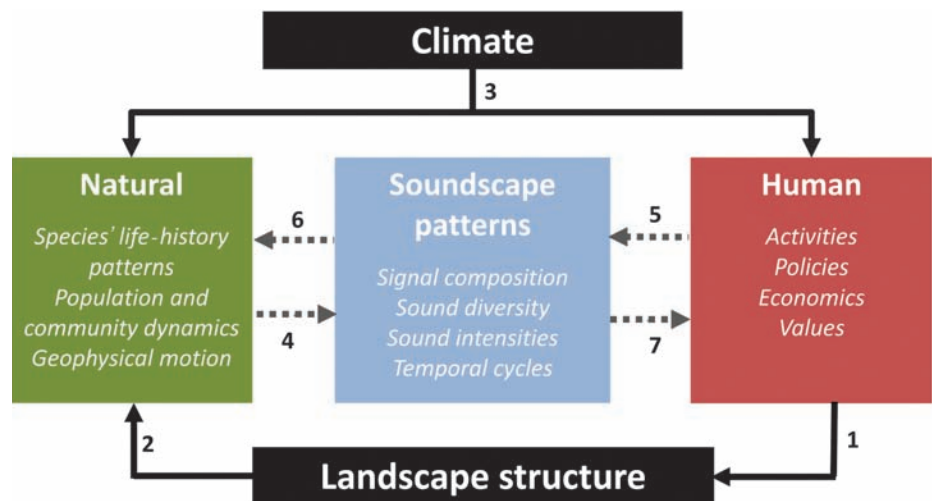 Climate
3
Natural
Species' life-history
patterns
Population and
community dynamics
Geophysical motion
6
4
Soundscape
patterns
Signal composition
Sound diversity
Sound intensities
Temporal cycles
5
7
Human
Activities
Policies
Economics
Values
2
Landscape structure
1